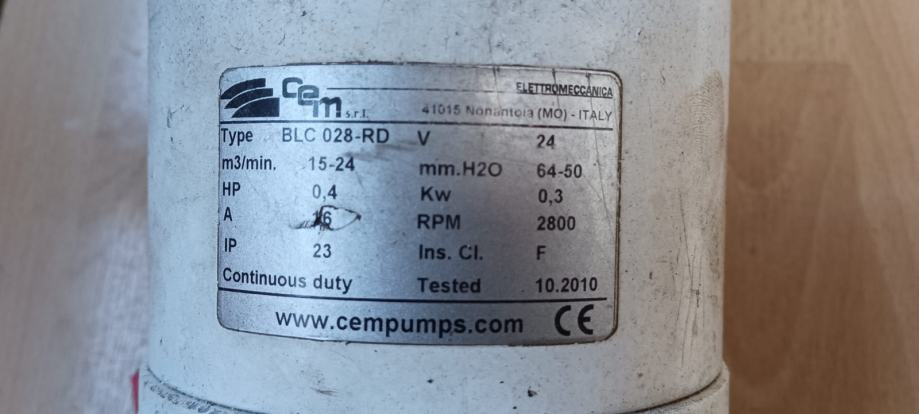 cem s.r.l.
ELETTROMECCANICA
41015 Nonantola (MO) - ITALY
Type BLC 028-RD V 24
m3/min. 15-24 mm.H2O 64-50
HP 0,4 Kw 0,3
A 16 RPM 2800
IP 23 Ins. Cl. F
Continuous duty Tested 10.2010
www.cempumps.com CE